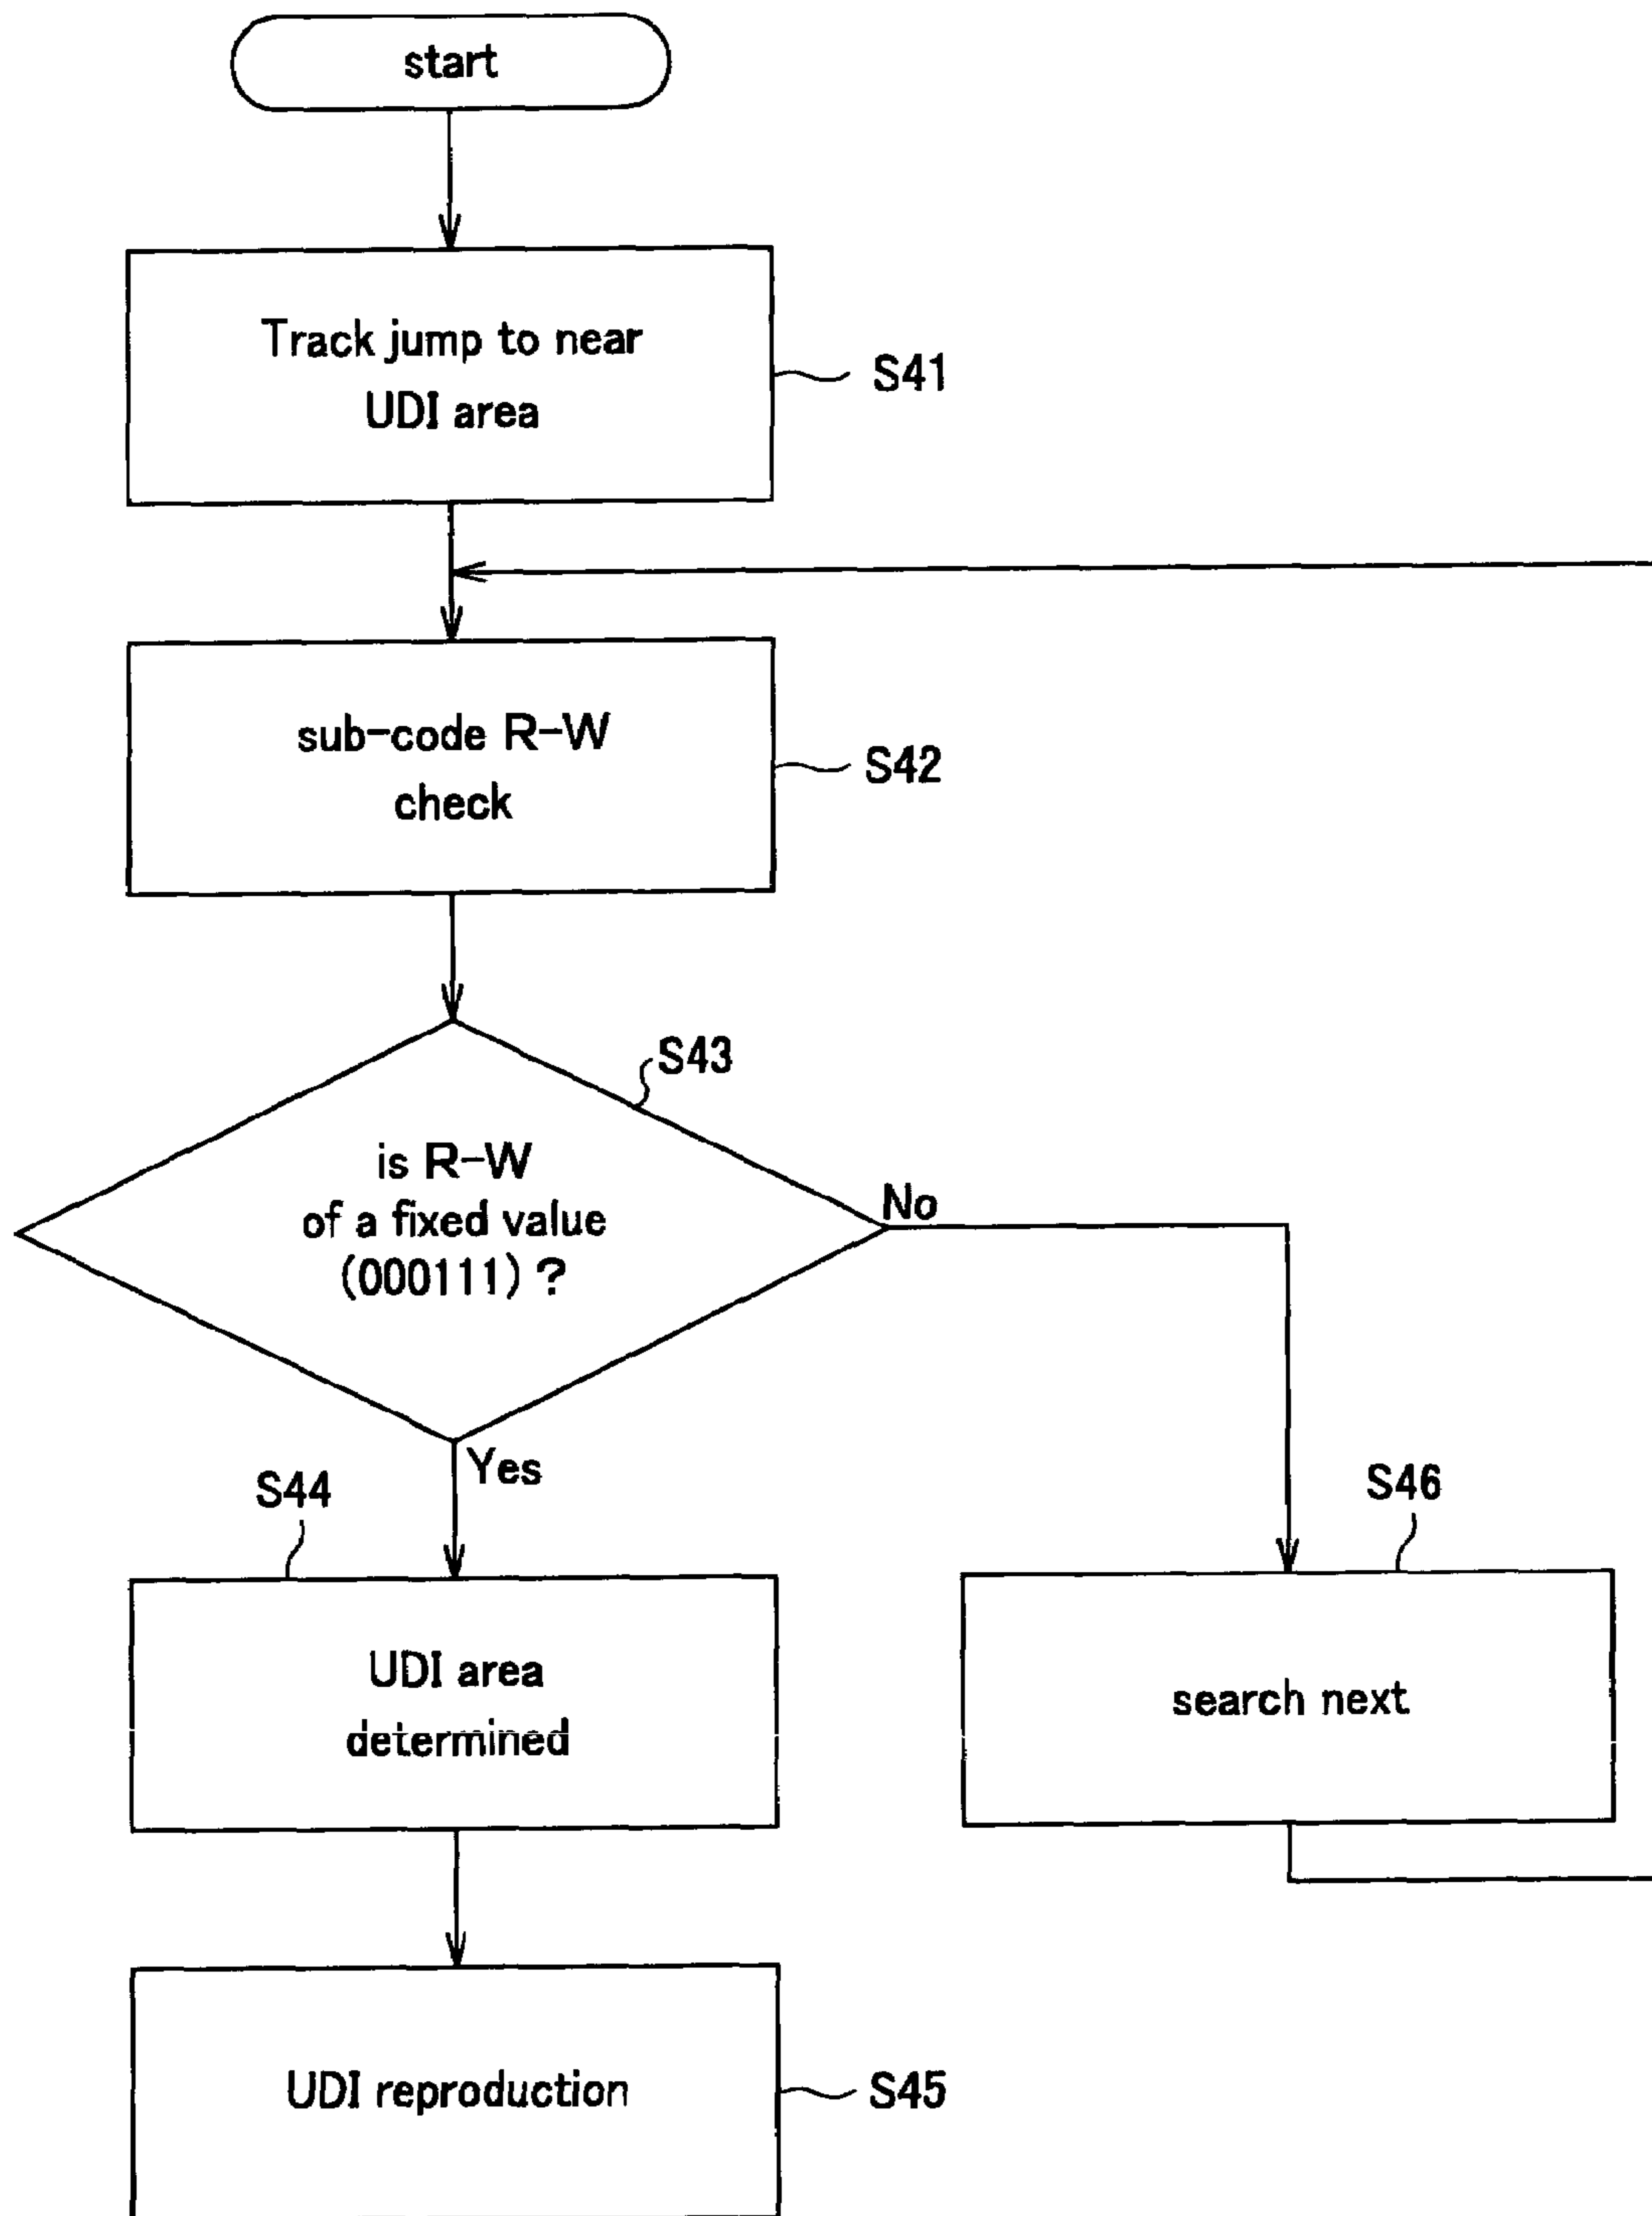 start
Track jump to near
UDI area
S41
sub-code R-W
check
S42
S43
is R-W
of a fixed value
(000111) ?
No
Yes
S44
S46
UDI area
determined
search next
UDI reproduction
S45